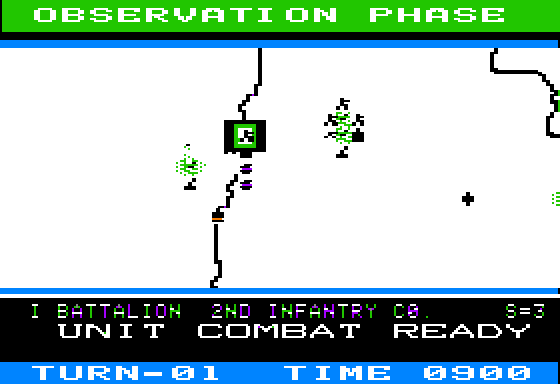 OBSERVATION PHASE
I BATTALION 2ND INFANTRY CO. S=3
UNIT COMBAT READY
TURN-01 TIME 0900